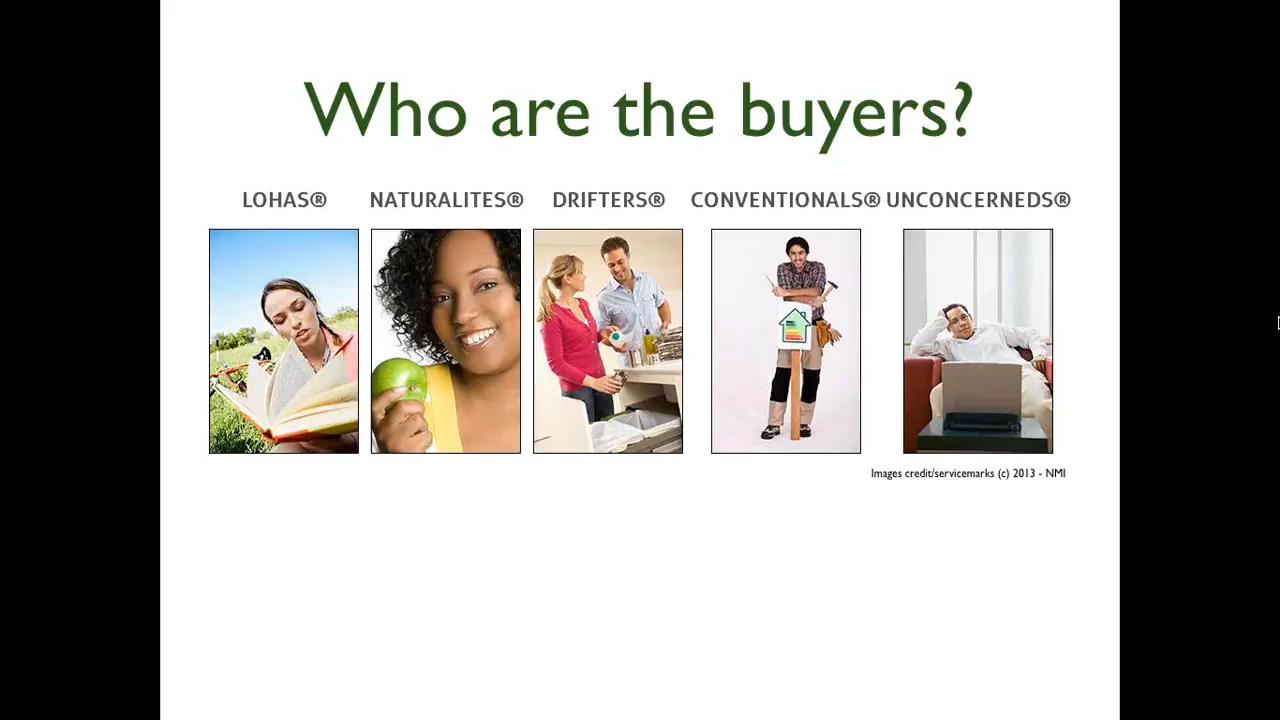 Who are the buyers?
LOHAS® NATURALITES® DRIFTERS® CONVENTIONALS® UNCONCERNEDS®
Images credit/servicemarks (c) 2013 - NMI